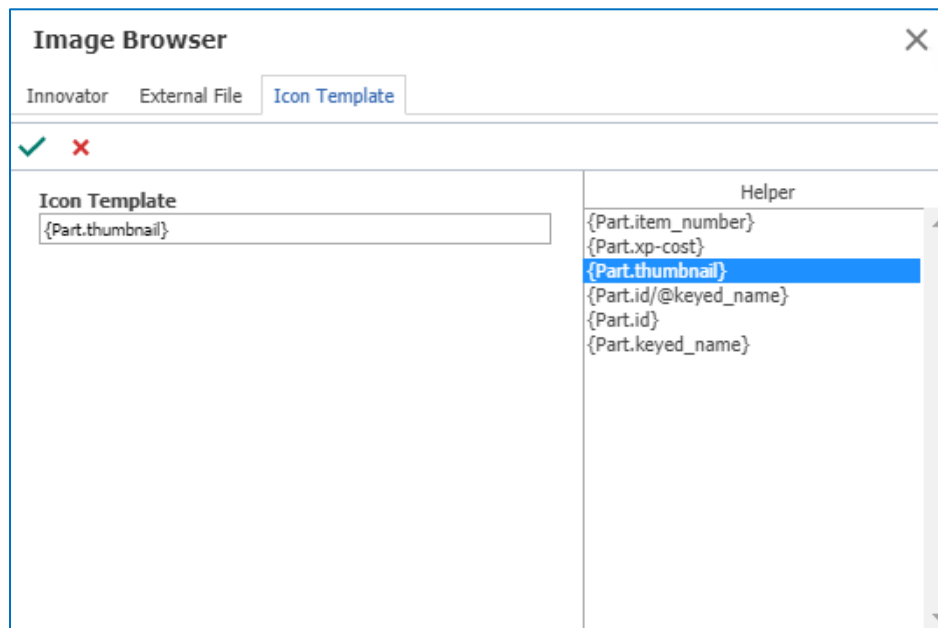 Image Browser
Innovator External File Icon Template
Icon Template
{Part.thumbnail}
Helper
{Part.item_number}
{Part.xp-cost}
{Part.thumbnail}
{Part.id/@keyed_name}
{Part.id}
{Part.keyed_name}